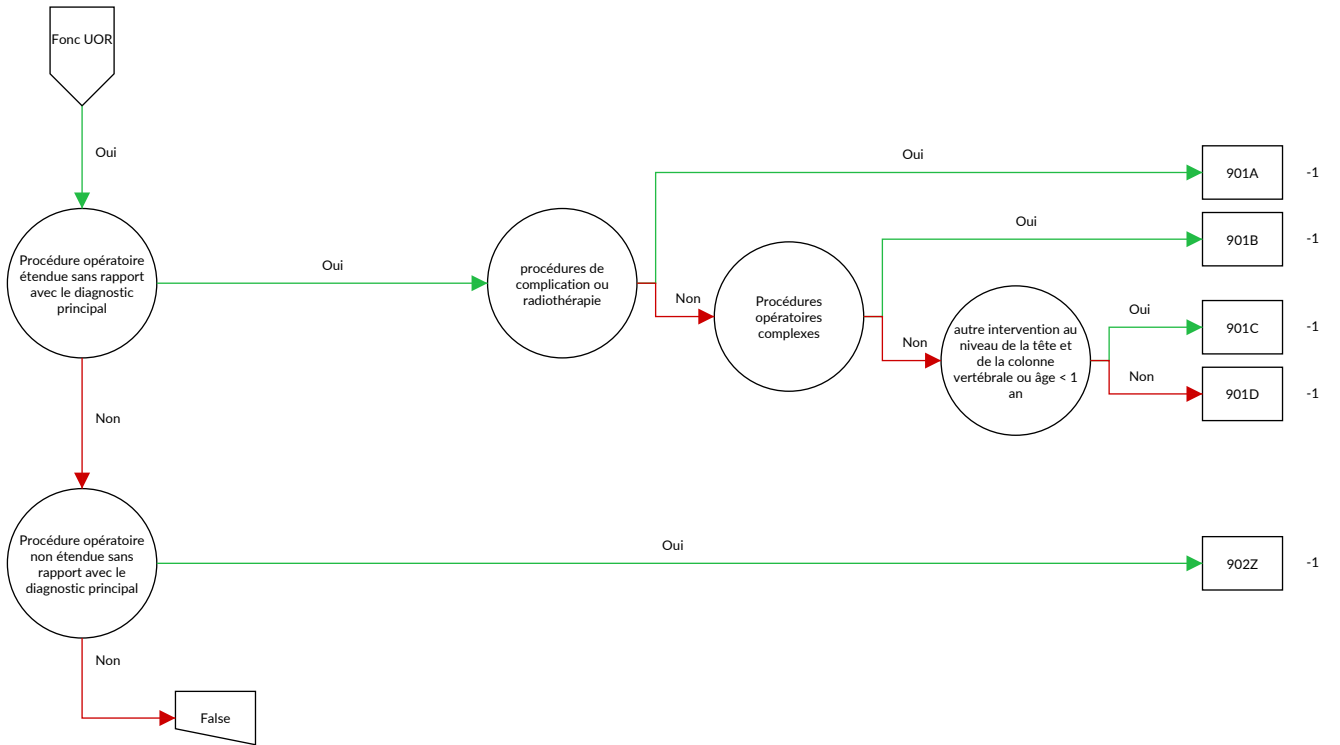 Fonc UOR
Oui
Oui
901A
-1
Oui
901B
-1
Procédure opératoire
étendue sans rapport
avec le diagnostic
principal
Oui
procédures de
complication ou
radiothérapie
Non
Procédures
opératoires
complexes
Non
autre intervention au
niveau de la tête et
de la colonne
vertébrale ou âge < 1
an
Oui
901C
-1
Non
901D
-1
Non
Procédure opératoire
non étendue sans
rapport avec le
diagnostic principal
Oui
902Z
-1
Non
False